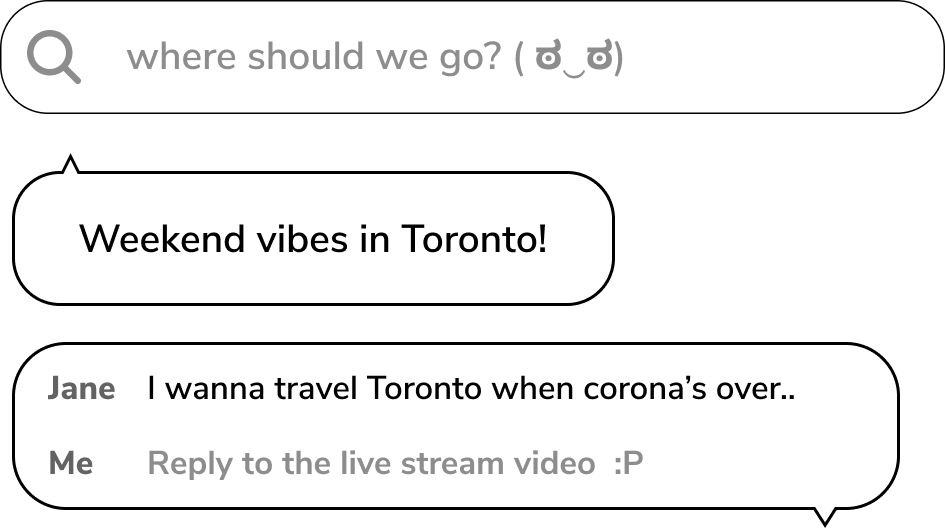 where should we go? ( ಠ‿ಠ)
Weekend vibes in Toronto!
Jane I wanna travel Toronto when corona’s over..
Me Reply to the live stream video :P